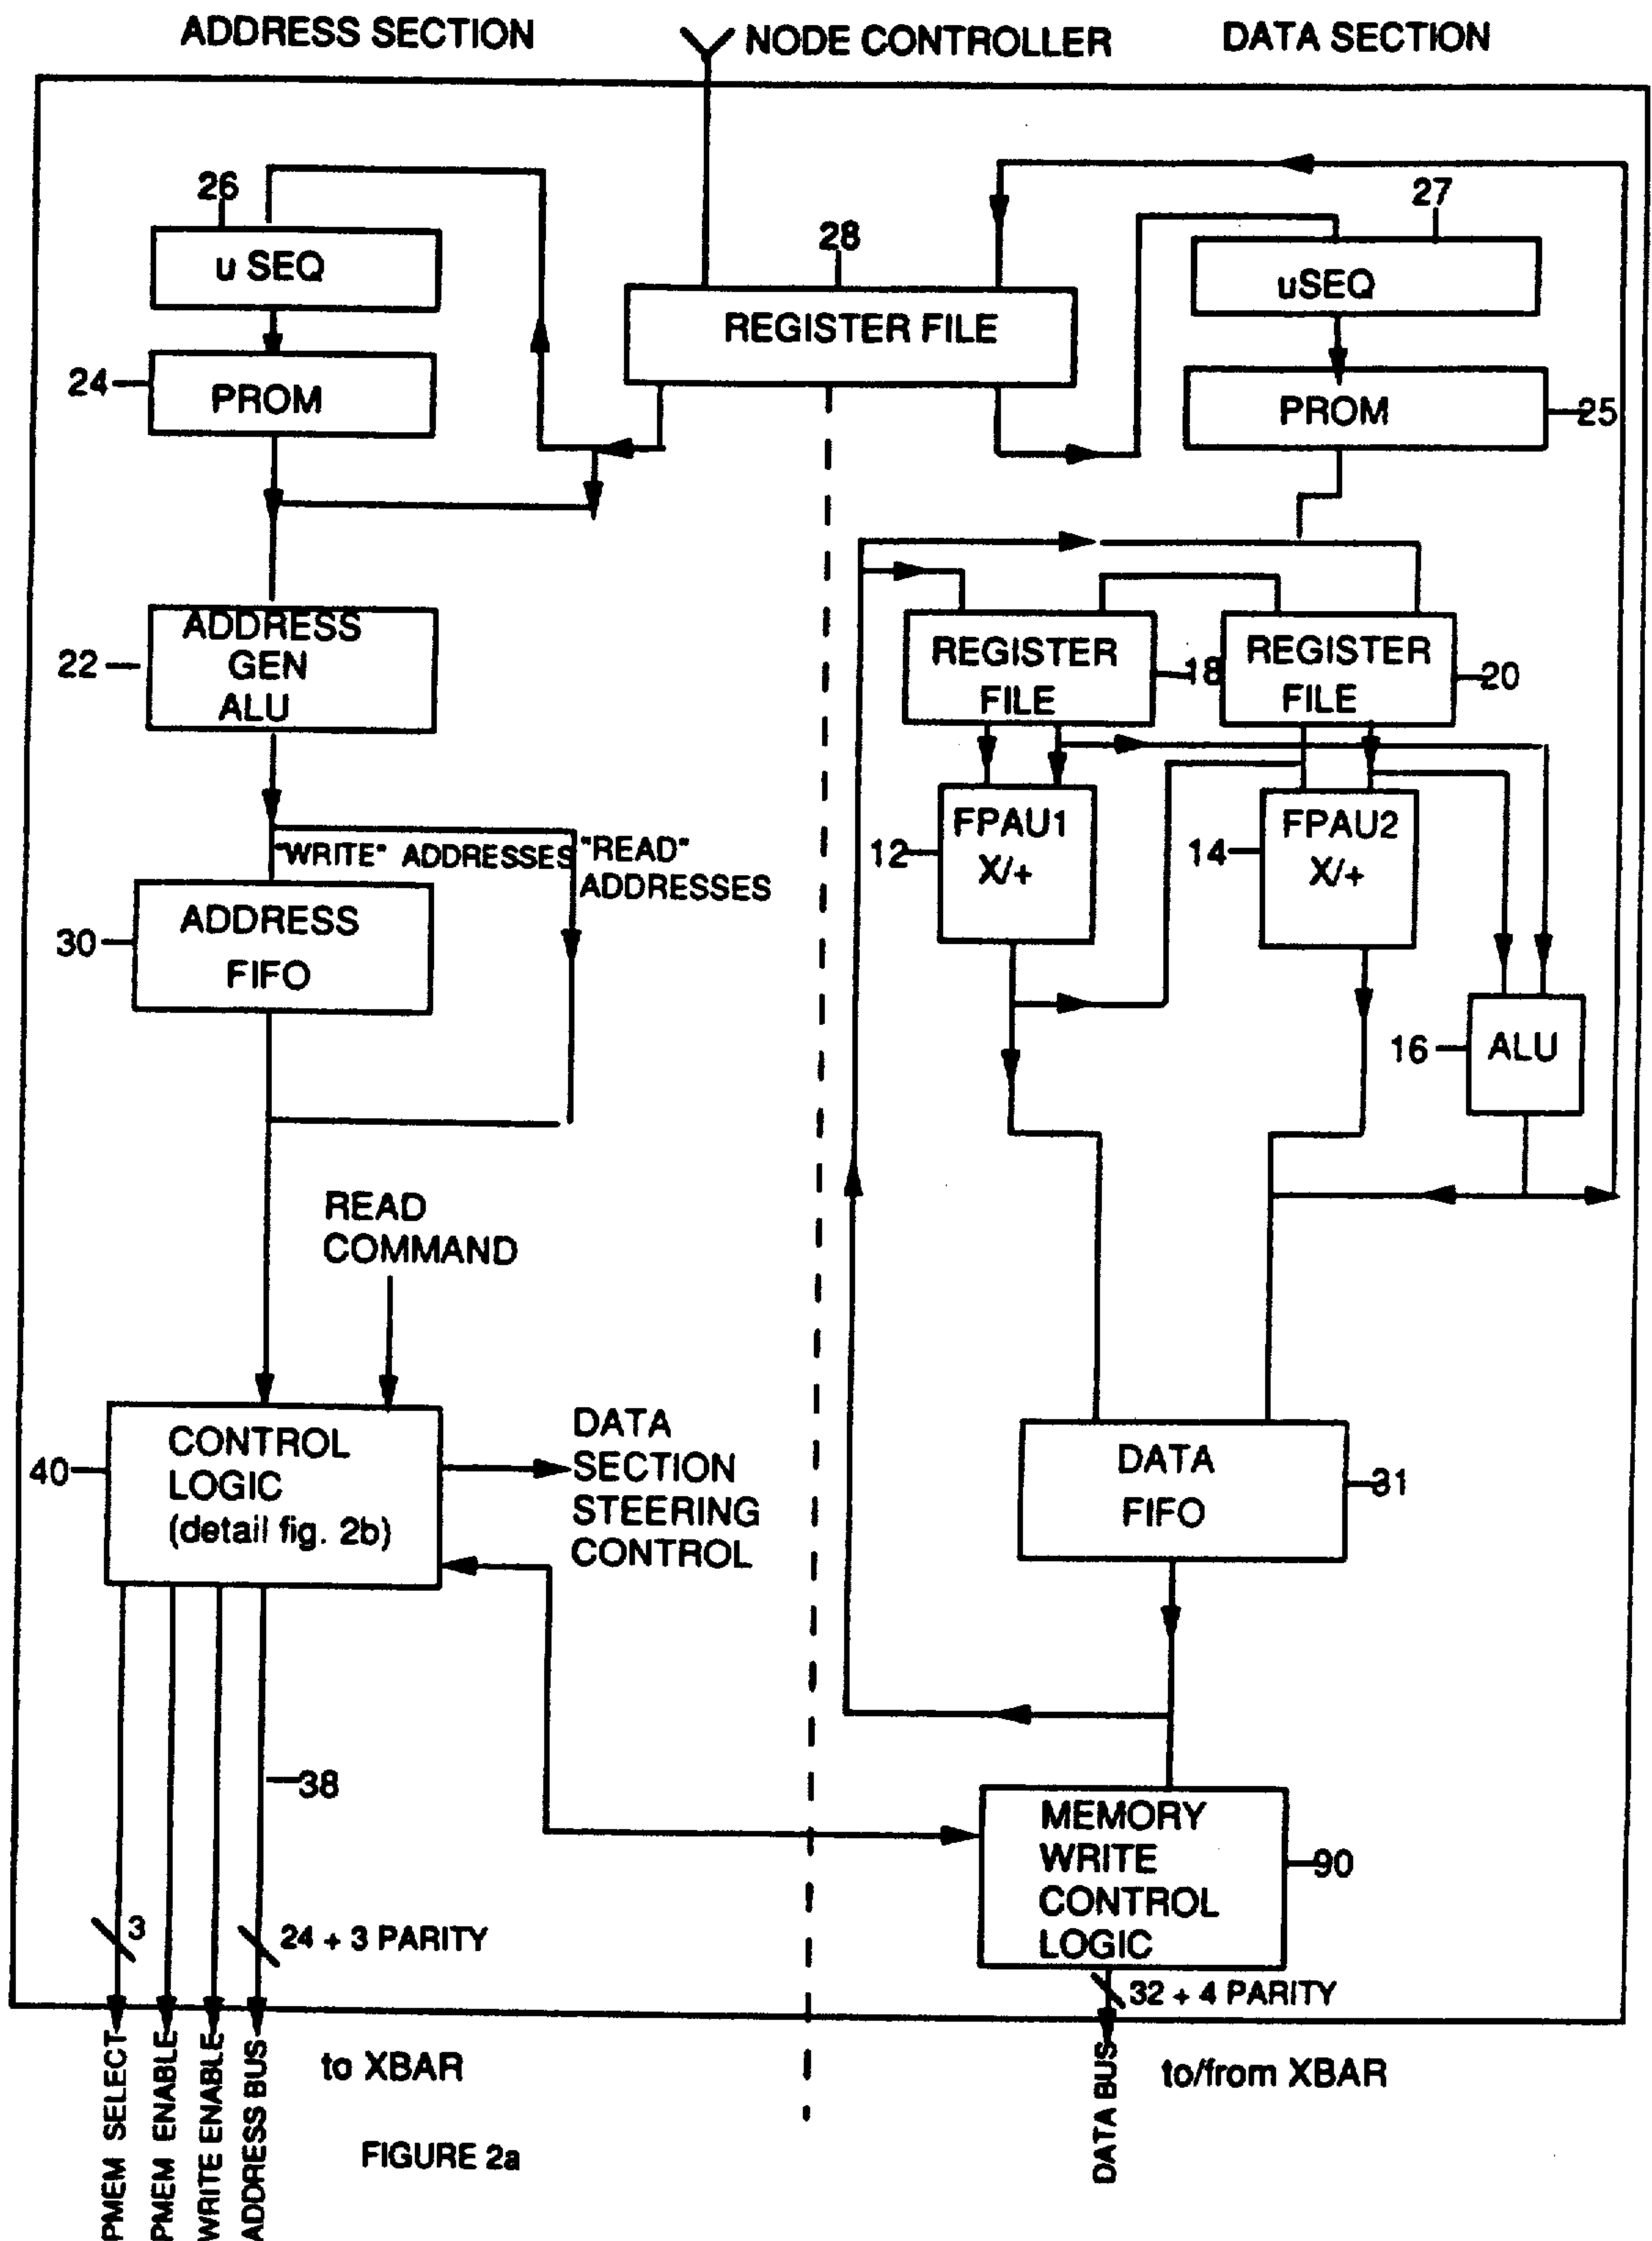 ADDRESS SECTION
NODE CONTROLLER
DATA SECTION
26
u SEQ
24
PROM
28
REGISTER FILE
27
uSEQ
PROM
25
22
ADDRESS
GEN
ALU
REGISTER
FILE
18
REGISTER
FILE
20
"WRITE" ADDRESSES
"READ"
ADDRESSES
30
ADDRESS
FIFO
12
FPAU1
X/+
14
FPAU2
X/+
16
ALU
READ
COMMAND
40
CONTROL
LOGIC
(detail fig. 2b)
DATA
SECTION
STEERING
CONTROL
DATA
FIFO
31
38
MEMORY
WRITE
CONTROL
LOGIC
90
3
24 + 3 PARITY
32 + 4 PARITY
PMEM SELECT
PMEM ENABLE
WRITE ENABLE
ADDRESS BUS
to XBAR
DATA BUS
to/from XBAR
FIGURE 2a